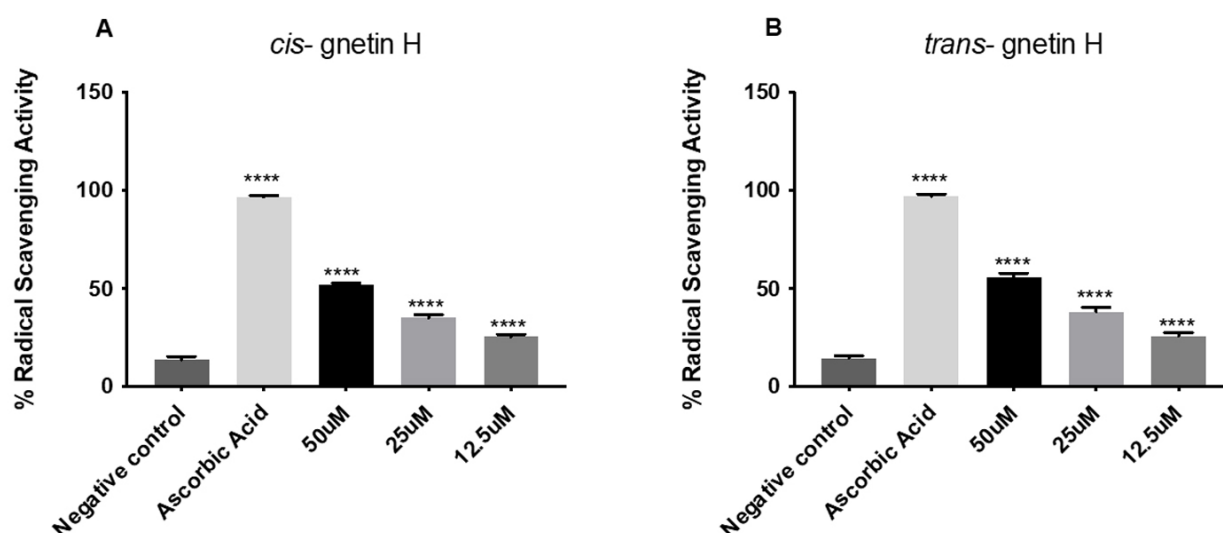 A
cis- gnetin H
% Radical Scavenging Activity
150
100
50
0
****
****
****
****
Negative control
Ascorbic Acid
50uM
25uM
12.5uM
B
trans- gnetin H
% Radical Scavenging Activity
150
100
50
0
****
****
****
****
Negative control
Ascorbic Acid
50uM
25uM
12.5uM